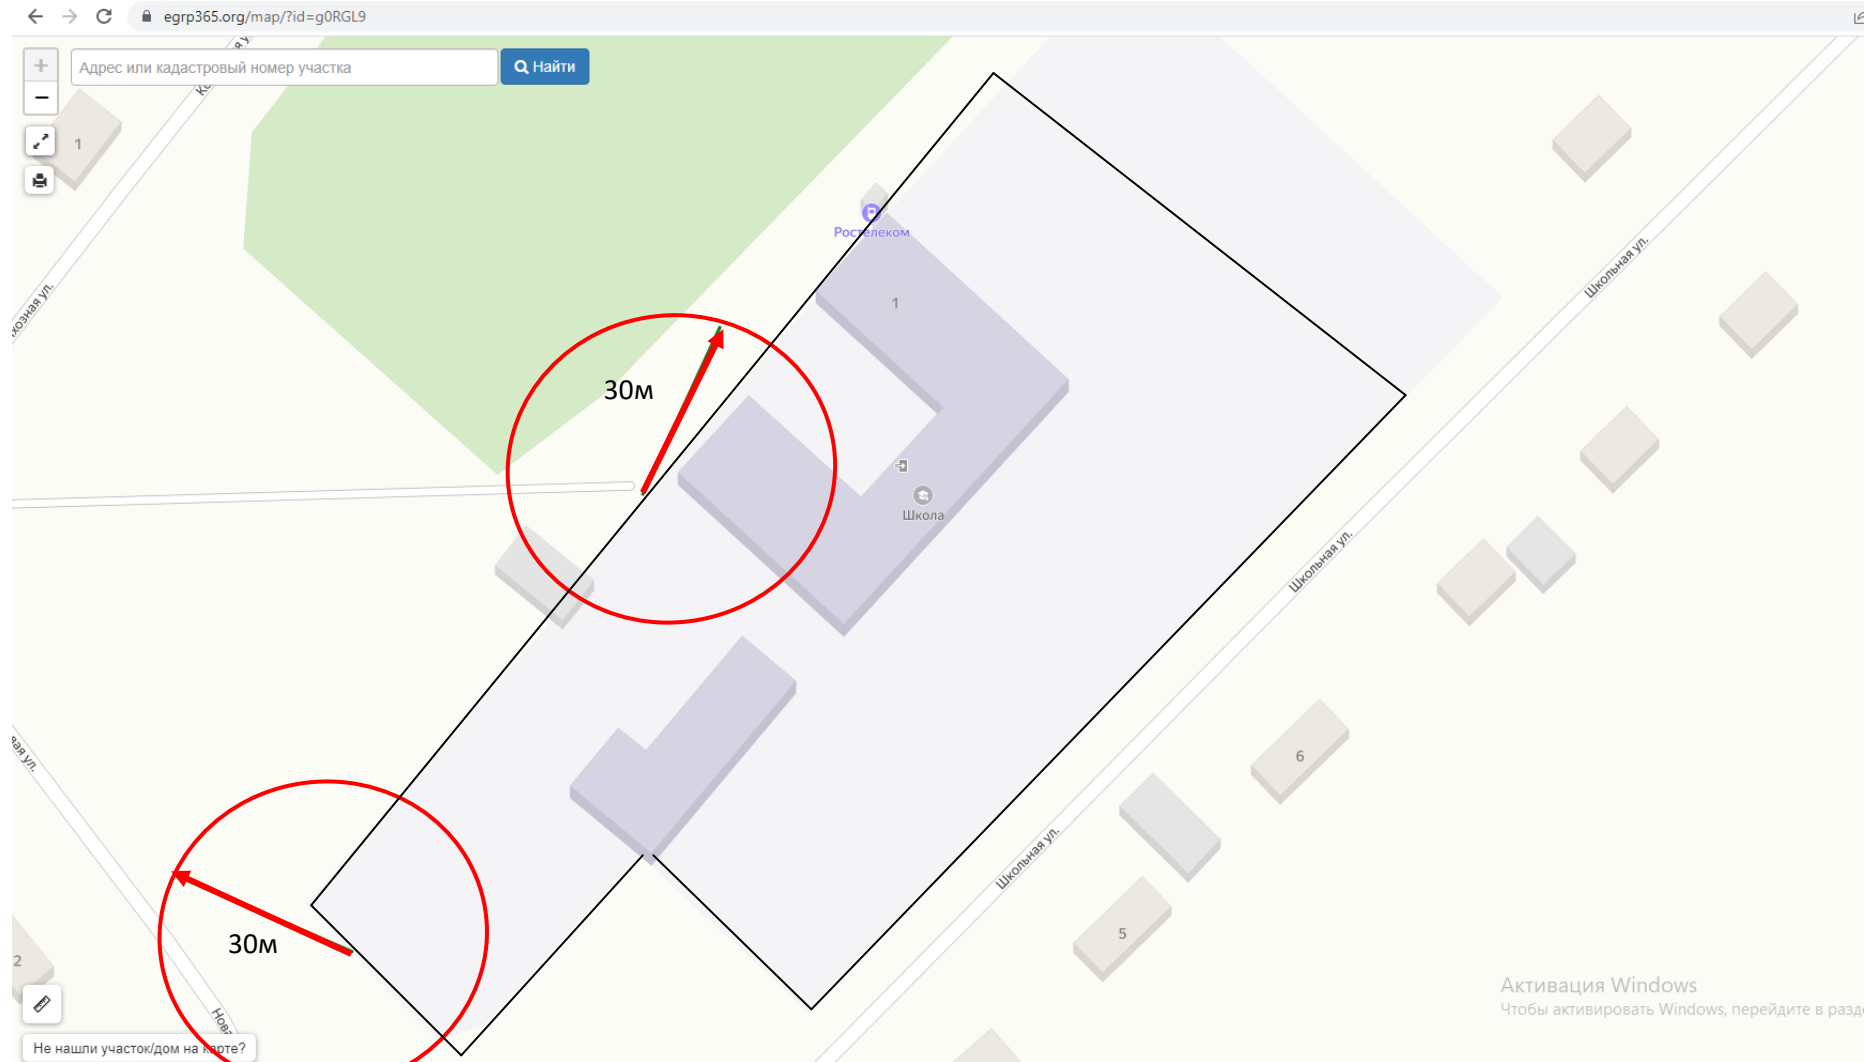 egrp365.org/map/?id=g0RGL9
Адрес или кадастровый номер участка
Найти
1
Ростелеком
1
Школьная ул.
30м
Школа
Школьная ул.
6
Школьная ул.
5
30м
2
Активация Windows
Чтобы активировать Windows, перейдите в разд
Не нашли участок/дом на карте?